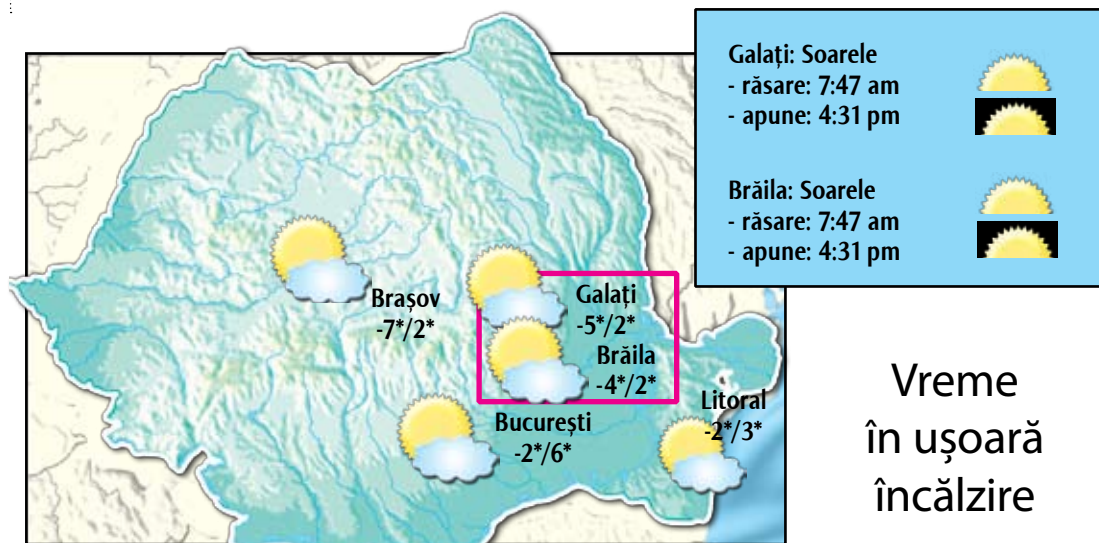 Galați: Soarele
- răsare: 7:47 am
- apune: 4:31 pm
Brăila: Soarele
- răsare: 7:47 am
- apune: 4:31 pm
Brașov
-7*/2*
Galați
-5*/2*
Brăila
-4*/2*
București
-2*/6*
Litoral
-2*/3*
Vreme
în ușoară
încălzire